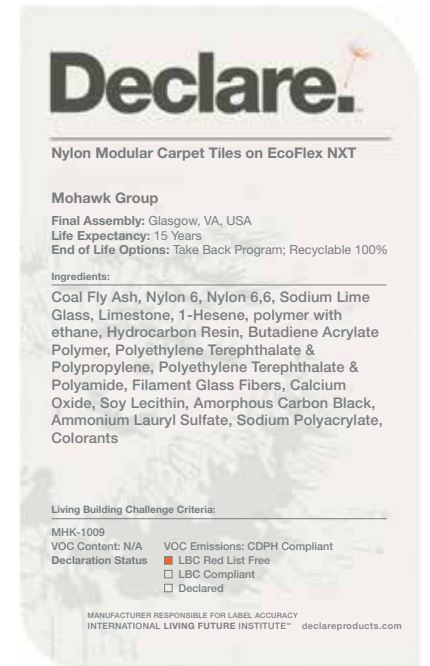 Declare.
Nylon Modular Carpet Tiles on EcoFlex NXT
Mohawk Group
Final Assembly: Glasgow, VA, USA
Life Expectancy: 15 Years
End of Life Options: Take Back Program; Recyclable 100%
Ingredients:
Coal Fly Ash, Nylon 6, Nylon 6,6, Sodium Lime
Glass, Limestone, 1-Hesene, polymer with
ethane, Hydrocarbon Resin, Butadiene Acrylate
Polymer, Polyethylene Terephthalate &
Polypropylene, Polyethylene Terephthalate &
Polyamide, Filament Glass Fibers, Calcium
Oxide, Soy Lecithin, Amorphous Carbon Black,
Ammonium Lauryl Sulfate, Sodium Polyacrylate,
Colorants
Living Building Challenge Criteria:
MHK-1009
VOC Content: N/A VOC Emissions: CDPH Compliant
Declaration Status LBC Red List Free
LBC Compliant
Declared
MANUFACTURER RESPONSIBLE FOR LABEL ACCURACY
INTERNATIONAL LIVING FUTURE INSTITUTE℠ declareproducts.com